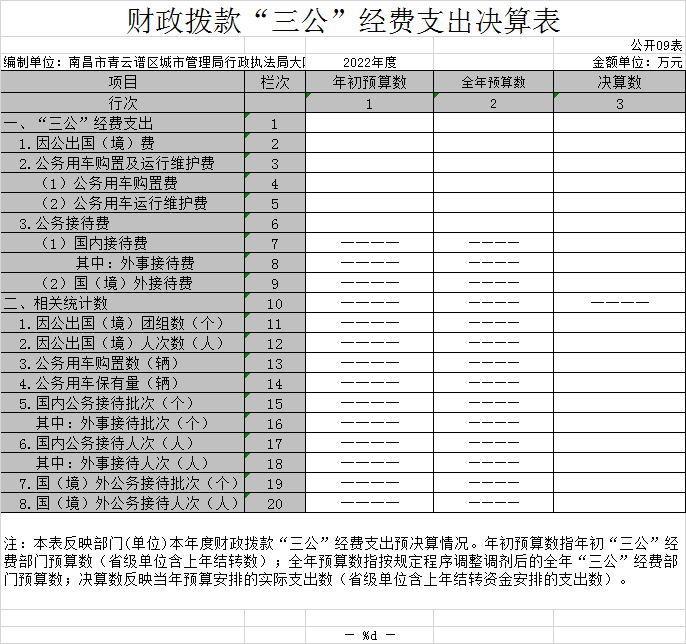 财政拨款“三公”经费支出决算表
公开09表
编制单位：南昌市青云谱区城市管理局行政执法局大 2022年度 金额单位：万元
项目 栏次 年初预算数 全年预算数 决算数
行次 1 2 3
一、“三公”经费支出 1
1.因公出国（境）费 2
2.公务用车购置及运行维护费 3
（1）公务用车购置费 4
（2）公务用车运行维护费 5
3.公务接待费 6
（1）国内接待费 7 ———— ————
其中：外事接待费 8 ———— ————
（2）国（境）外接待费 9 ———— ————
二、相关统计数 10 ———— ———— ————
1.因公出国（境）团组数（个） 11 ———— ————
2.因公出国（境）人次数（人） 12 ———— ————
3.公务用车购置数（辆） 13 ———— ————
4.公务用车保有量（辆） 14 ———— ————
5.国内公务接待批次（个） 15 ———— ————
其中：外事接待批次（个） 16 ———— ————
6.国内公务接待人次（人） 17 ———— ————
其中：外事接待人次（人） 18 ———— ————
7.国（境）外公务接待批次（个） 19 ———— ————
8.国（境）外公务接待人次（人） 20 ———— ————
注：本表反映部门(单位)本年度财政拨款“三公”经费支出预决算情况。年初预算数指年初“三公”经
费部门预算数（省级单位含上年结转数）；全年预算数指按规定程序调整调剂后的全年“三公”经费部
门预算数；决算数反映当年预算安排的实际支出数（省级单位含上年结转资金安排的支出数）。
— %d —